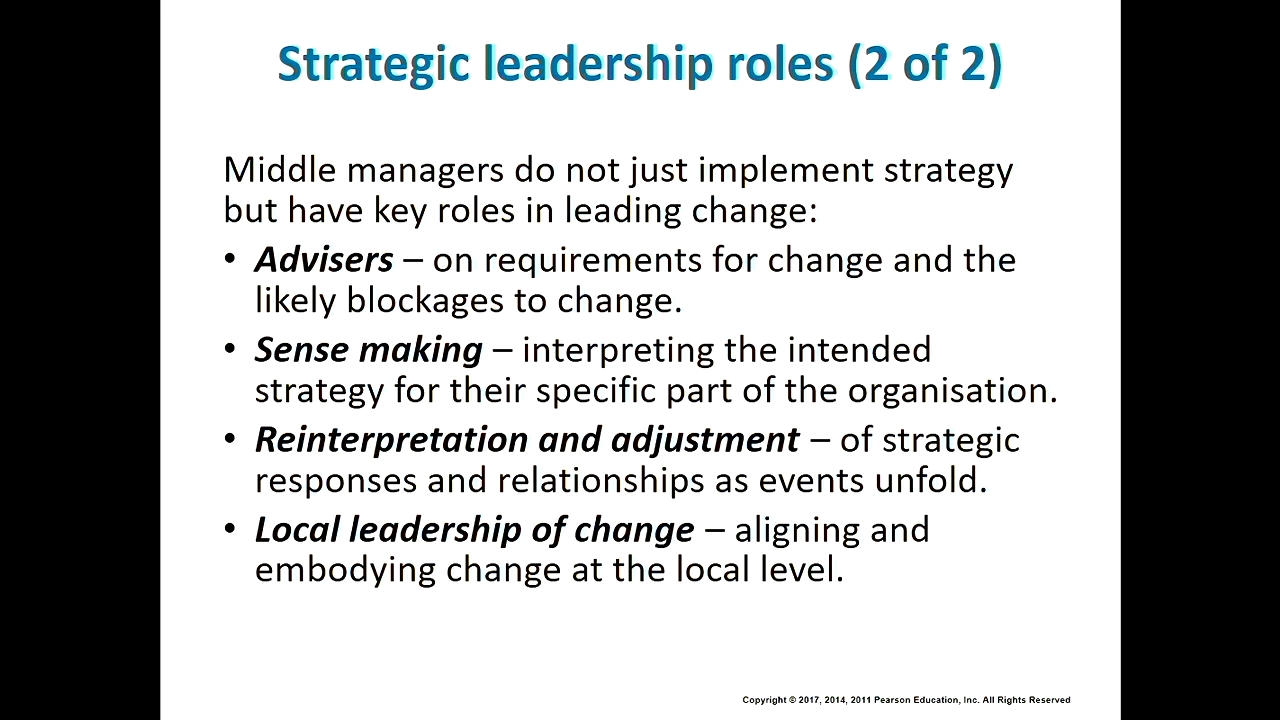 Strategic leadership roles (2 of 2)
Middle managers do not just implement strategy
but have key roles in leading change:
• Advisers – on requirements for change and the
likely blockages to change.
• Sense making – interpreting the intended
strategy for their specific part of the organisation.
• Reinterpretation and adjustment – of strategic
responses and relationships as events unfold.
• Local leadership of change – aligning and
embodying change at the local level.
Copyright © 2017, 2014, 2011 Pearson Education, Inc. All Rights Reserved